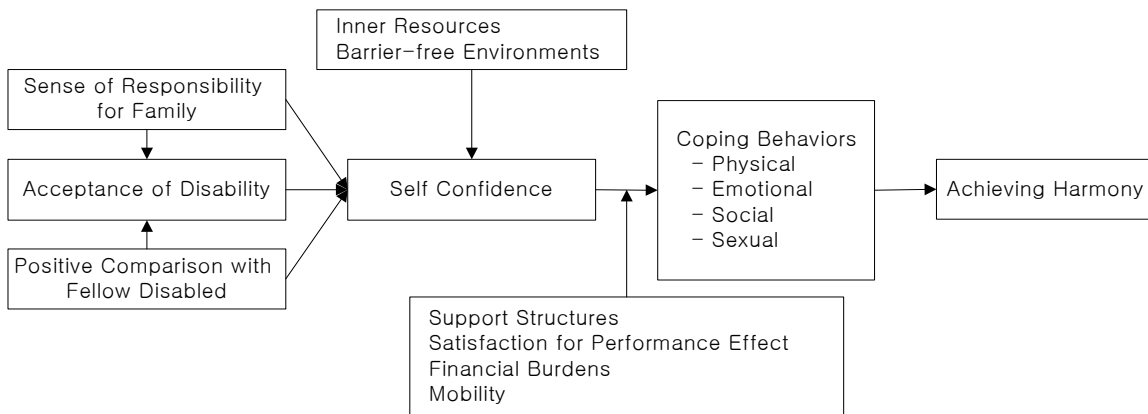 Inner Resources
Barrier-free Environments
Sense of Responsibility
for Family
Acceptance of Disability
Positive Comparison with
Fellow Disabled
Self Confidence
Coping Behaviors
- Physical
- Emotional
- Social
- Sexual
Achieving Harmony
Support Structures
Satisfaction for Performance Effect
Financial Burdens
Mobility